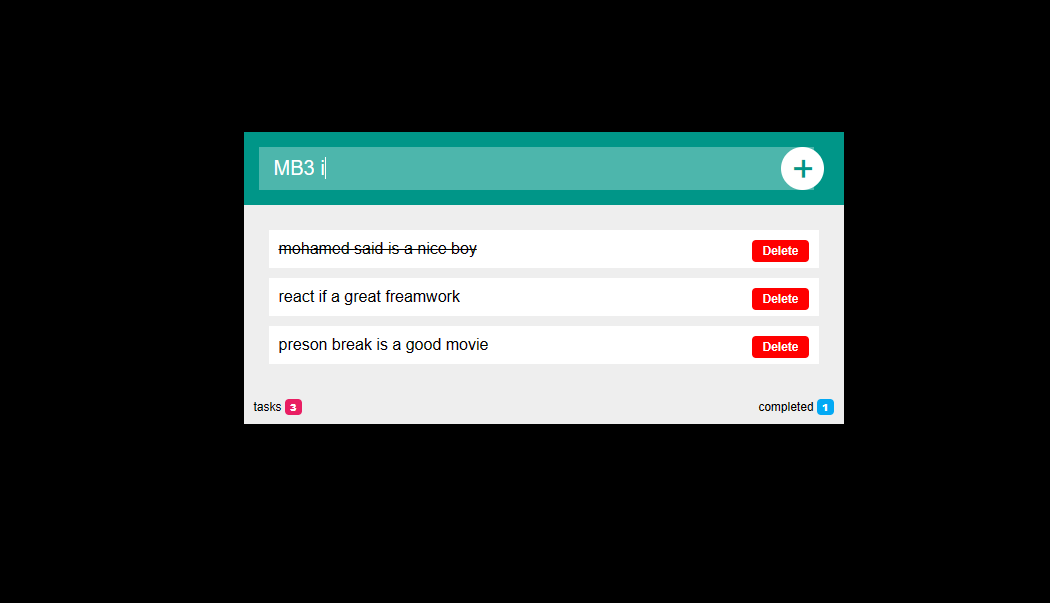 MB3 i
+
mohamed said is a nice boy Delete
react if a great freamwork Delete
preson break is a good movie Delete
tasks 3 completed 1